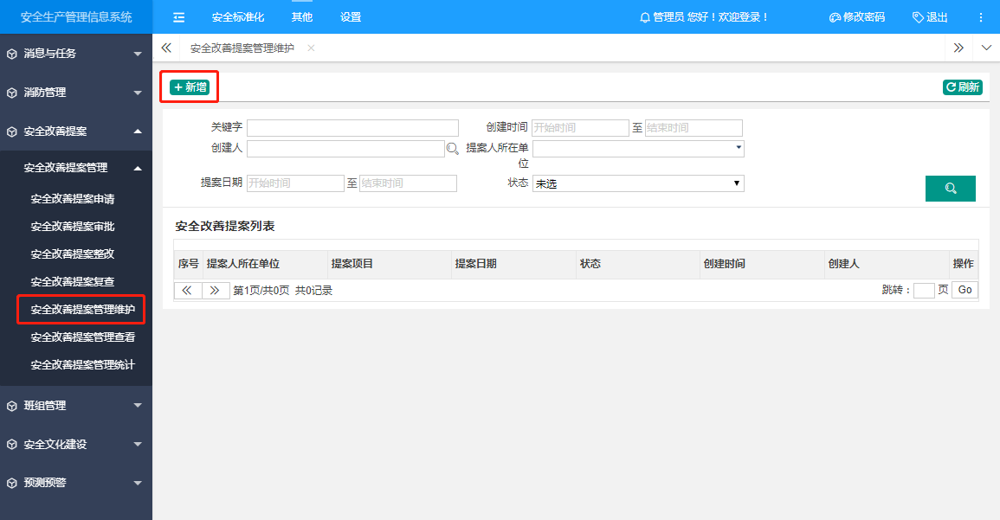 安全生产管理信息系统 安全标准化 其他 设置 管理员 您好！欢迎登录！ 修改密码 退出
消息与任务
消防管理
安全改善提案
安全改善提案管理
安全改善提案申请
安全改善提案审批
安全改善提案整改
安全改善提案复查
安全改善提案管理维护
安全改善提案管理查看
安全改善提案管理统计
班组管理
安全文化建设
预测预警
安全改善提案管理维护
新增 刷新
关键字 创建时间 开始时间 至 结束时间
创建人 提案人所在单位
提案日期 开始时间 至 结束时间 状态 未选
安全改善提案列表
序号 提案人所在单位 提案项目 提案日期 状态 创建时间 创建人 操作
第1页/共0页 共0记录 跳转： 页 Go